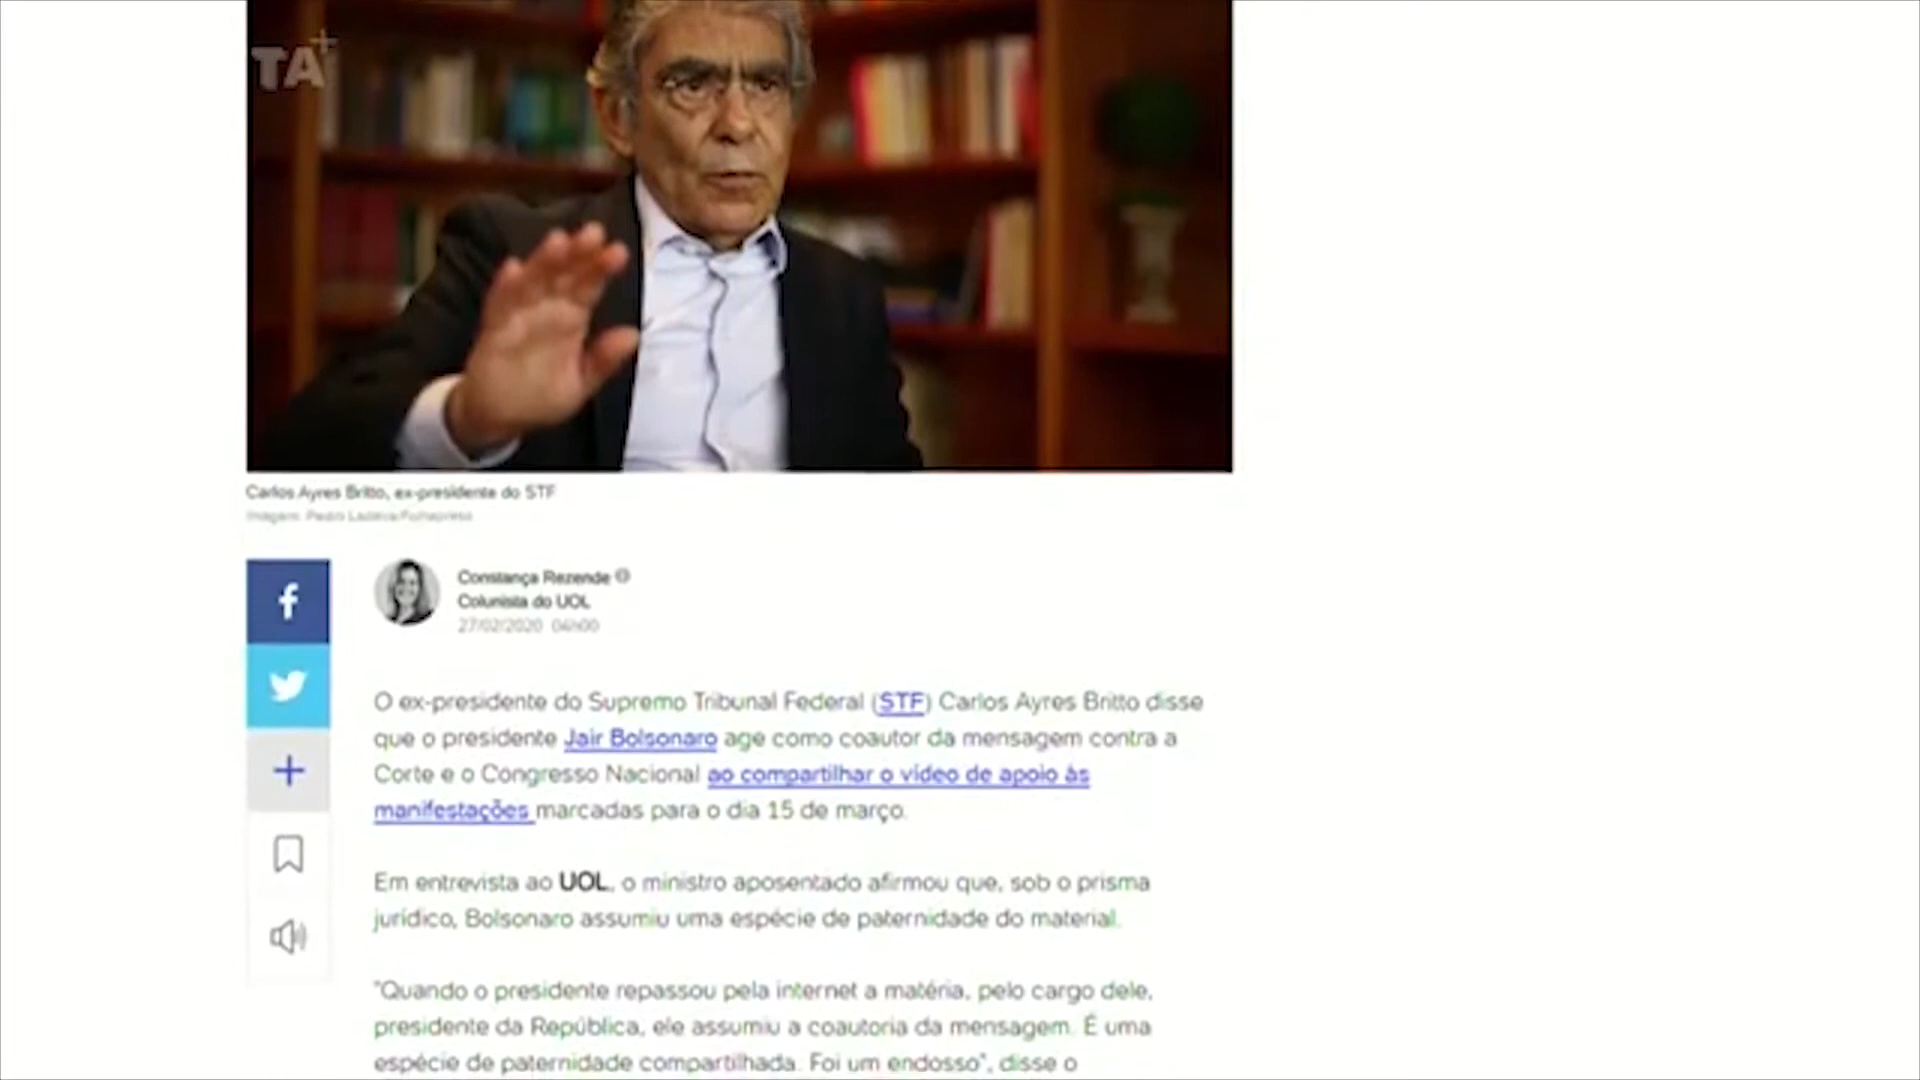 TA+
Carlos Ayres Britto, ex-presidente do STF
Imagem: Pedro Ladeira/Folhapress
Constança Rezende
Colunista do UOL
27/02/2020 04h00
O ex-presidente do Supremo Tribunal Federal (STF) Carlos Ayres Britto disse
que o presidente Jair Bolsonaro age como coautor da mensagem contra a
Corte e o Congresso Nacional ao compartilhar o vídeo de apoio às
manifestações marcadas para o dia 15 de março.
Em entrevista ao UOL, o ministro aposentado afirmou que, sob o prisma
jurídico, Bolsonaro assumiu uma espécie de paternidade do material.
"Quando o presidente repassou pela internet a matéria, pelo cargo dele,
presidente da República, ele assumiu a coautoria da mensagem. É uma
espécie de paternidade compartilhada. Foi um endosso", disse o